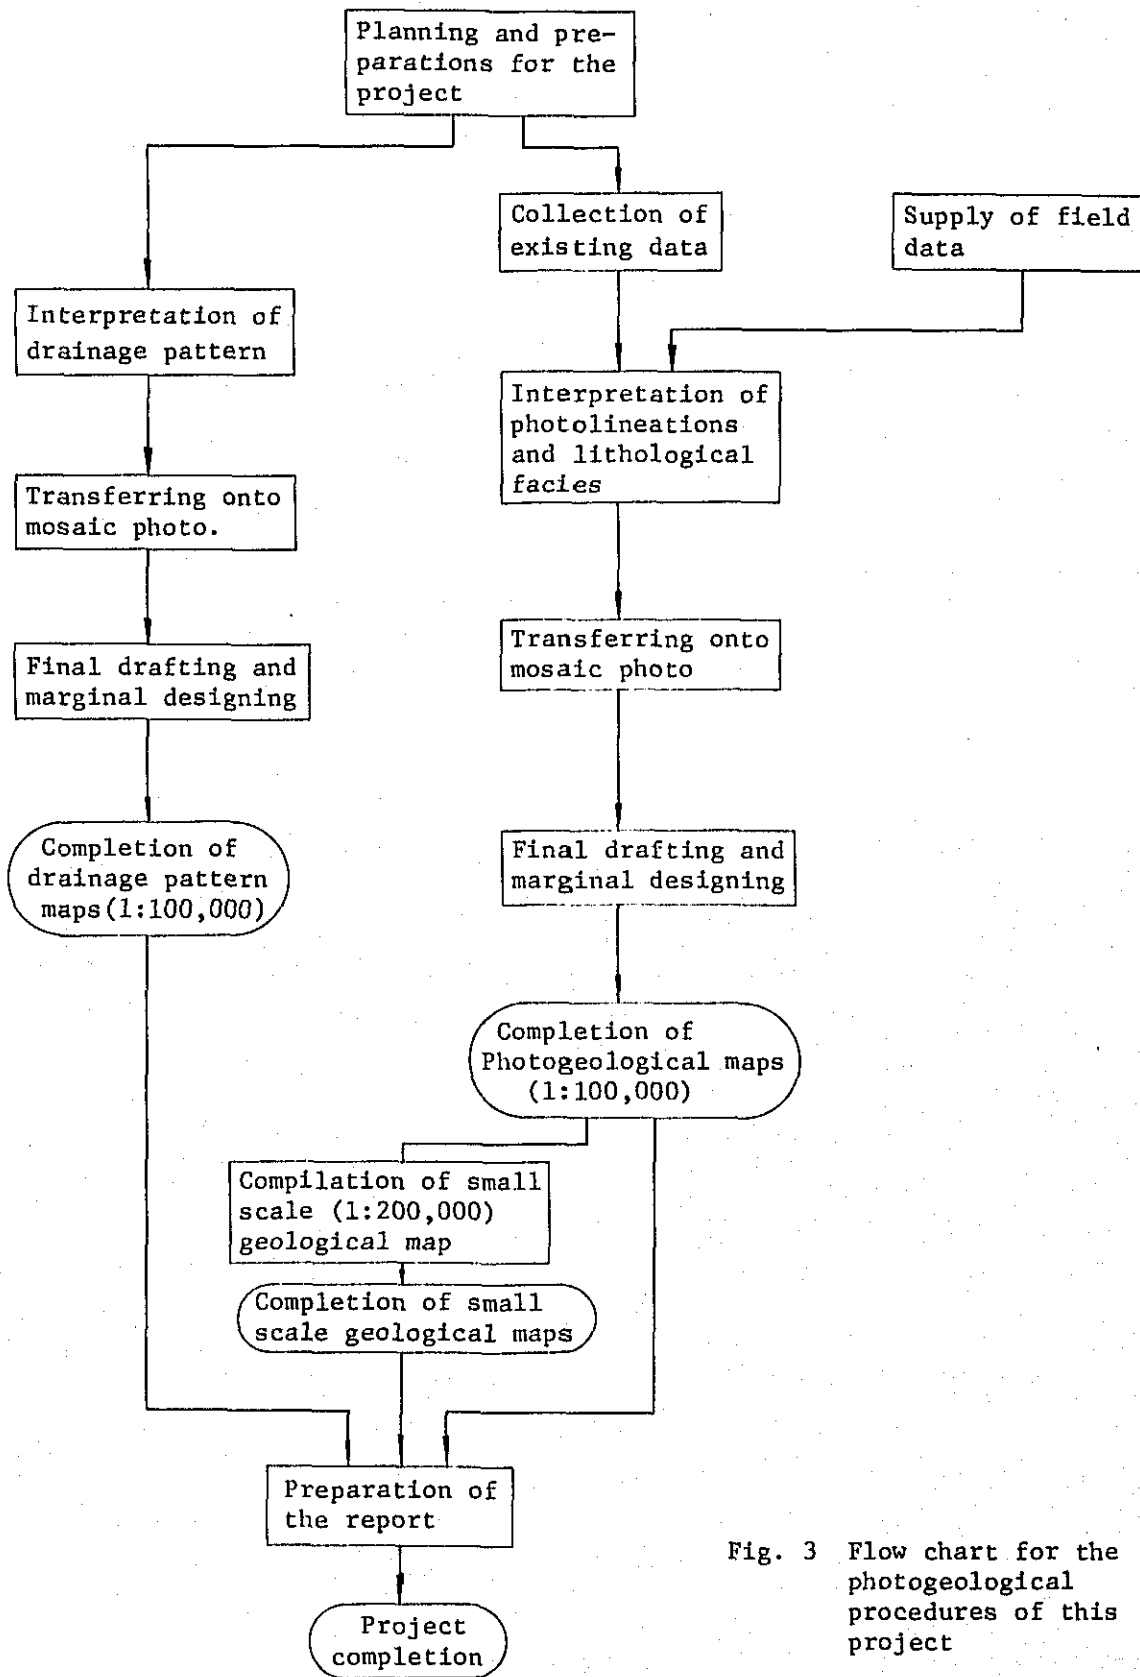 Planning and pre-
parations for the
project
Collection of
existing data
Supply of field
data
Interpretation of
drainage pattern
Interpretation of
photolineations
and lithological
facies
Transferring onto
mosaic photo.
Transferring onto
mosaic photo
Final drafting and
marginal designing
Final drafting and
marginal designing
Completion of
drainage pattern
maps(1:100,000)
Completion of
Photogeological maps
(1:100,000)
Compilation of small
scale (1:200,000)
geological map
Completion of small
scale geological maps
Preparation of
the report
Project
completion
Fig. 3 Flow chart for the
photogeological
procedures of this
project